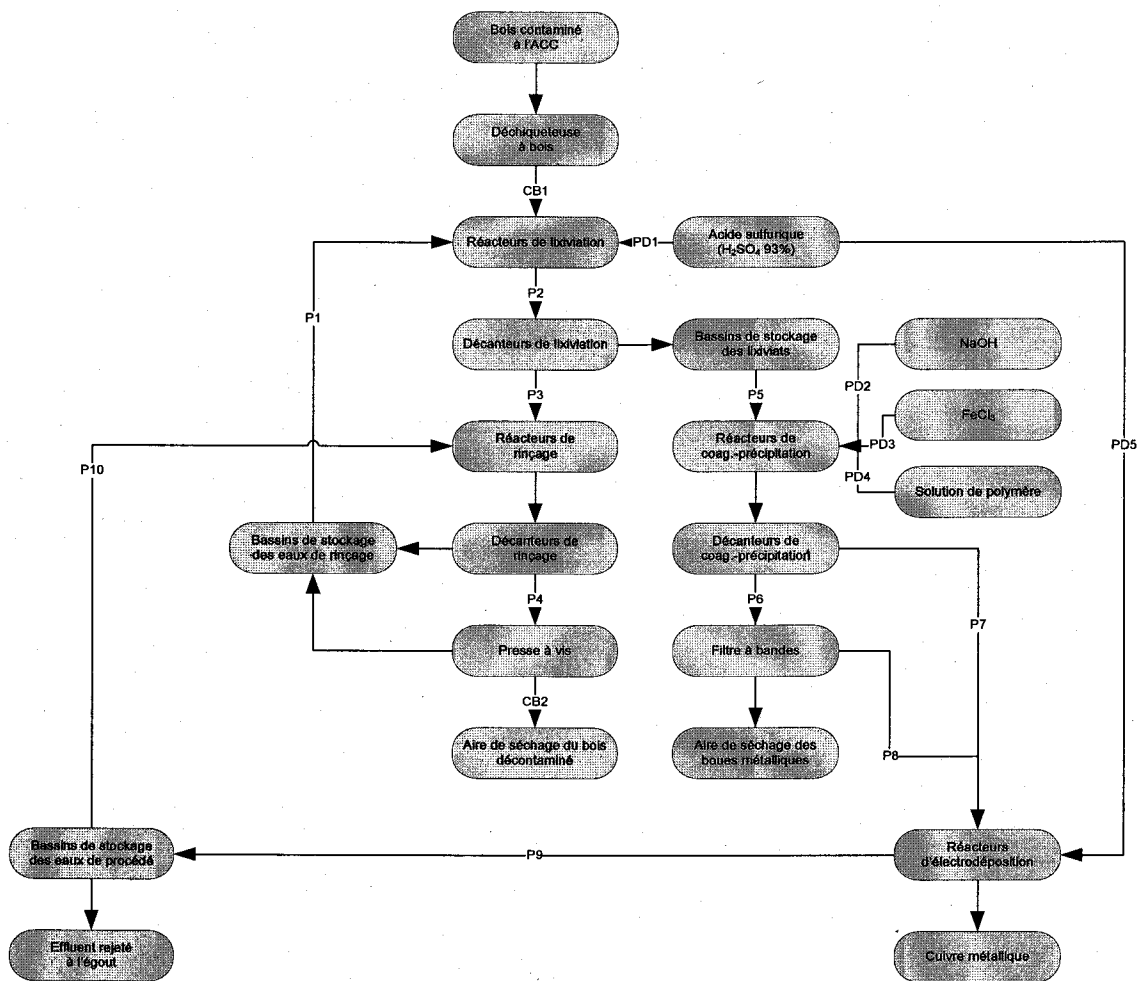 Bois contaminé
à l'ACC
Déchiqueteuse
à bois
CB1
Réacteurs de lixiviation
PD1
Acide sulfurique
(H₂SO₄ 93%)
P2
P1
Décanteurs de lixiviation
Bassins de stockage
des lixiviats
NaOH
PD2
P3
P5
FeCl₃
Réacteurs de
rinçage
Réacteurs de
coag.-précipitation
PD3
PD5
P10
PD4
Solution de polymère
Bassins de stockage
des eaux de rinçage
Décanteurs de
rinçage
Décanteurs de
coag.-précipitation
P4
P6
P7
Presse à vis
Filtre à bandes
CB2
Aire de séchage du bois
décontaminé
Aire de séchage des
boues métalliques
P8
Bassins de stockage
des eaux de procédé
P9
Réacteurs
d'électrodéposition
Effluent rejeté
à l'égout
Cuivre métallique